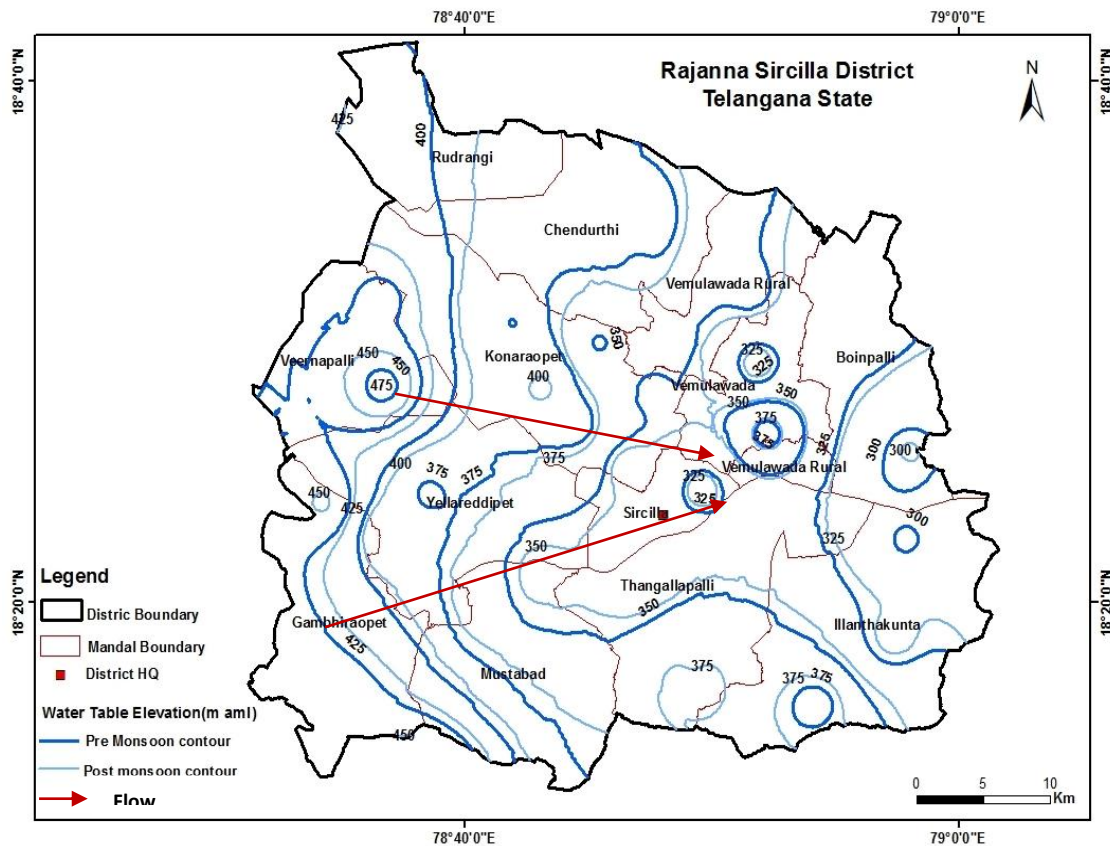 78°40'0"E
79°0'0"E
18°40'0"N
18°40'0"N
Rajanna Sircilla District
Telangana State
N
425
400
Rudrangi
Chendurthi
Vemulawada Rural
Veernapalli
450
450
475
Konaraopet
350
400
325
325
Boinpalli
Vemulawada
350
350
375
375
325
300
300
400
375
375
375
Vemulawada Rural
450
425
Yellafeddipet
325
325
Sircilla
300
350
325
18°20'0"N
18°20'0"N
Thangallapalli
350
Gambhiraopet
425
Illanthakunta
Mustabad
375
375
375
450
Legend
Distric Boundary
Mandal Boundary
District HQ
Water Table Elevation(m aml)
Pre Monsoon contour
Post monsoon contour
Flow
0 5 10
Km
78°40'0"E
79°0'0"E